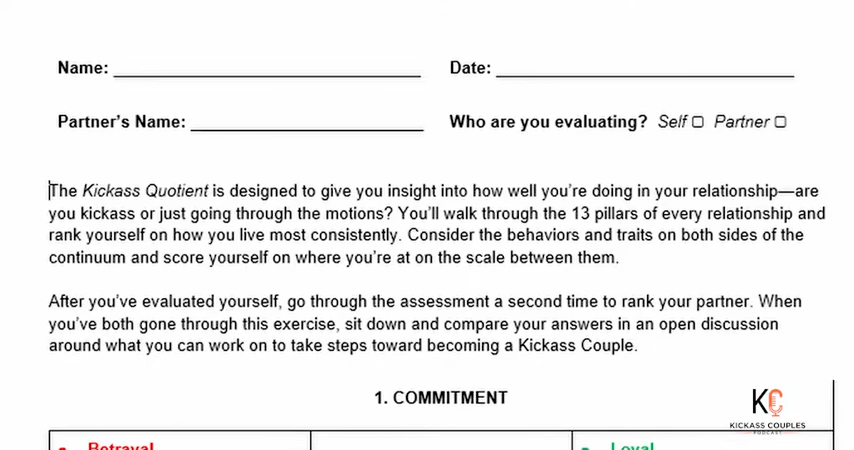 Name: Date:
Partner's Name: Who are you evaluating? Self Partner
The Kickass Quotient is designed to give you insight into how well you're doing in your relationship—are
you kickass or just going through the motions? You'll walk through the 13 pillars of every relationship and
rank yourself on how you live most consistently. Consider the behaviors and traits on both sides of the
continuum and score yourself on where you're at on the scale between them.
After you've evaluated yourself, go through the assessment a second time to rank your partner. When
you've both gone through this exercise, sit down and compare your answers in an open discussion
around what you can work on to take steps toward becoming a Kickass Couple.
1. COMMITMENT
KC
KICKASS COUPLES
PODCAST
Betrayal Loyal